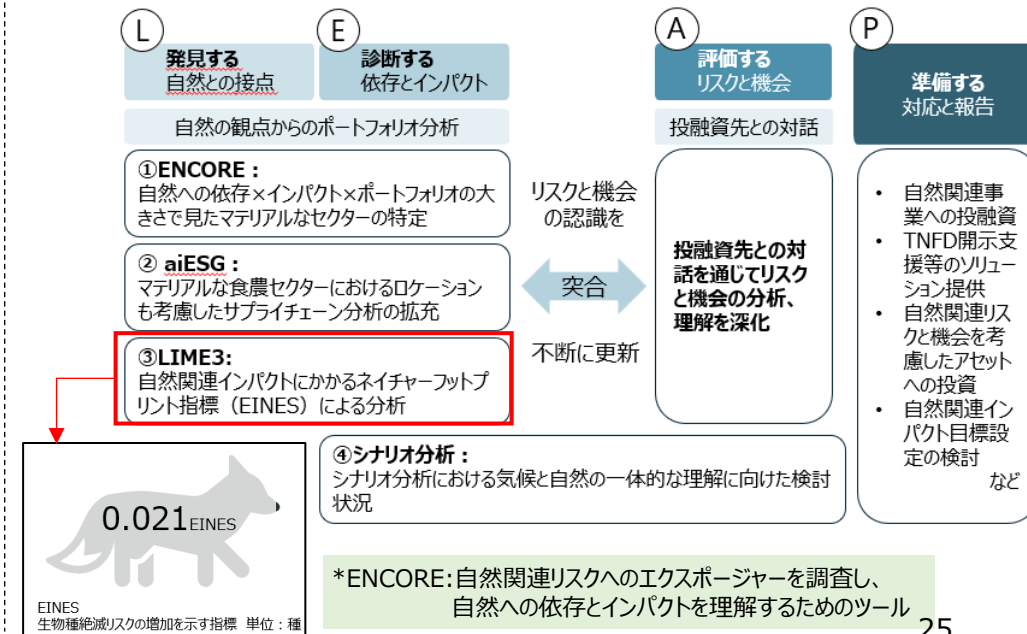 L
発見する
自然との接点
E
診断する
依存とインパクト
A
評価する
リスクと機会
P
準備する
対応と報告
自然の観点からのポートフォリオ分析
投融資先との対話
①ENCORE：
自然への依存×インパクト×ポートフォリオの大
きさで見たマテリアルなセクターの特定
② aiESG：
マテリアルな食農セクターにおけるロケーション
も考慮したサプライチェーン分析の拡充
③LIME3:
自然関連インパクトにかかるネイチャーフットプ
リント指標（EINES）による分析
リスクと機会
の認識を
突合
不断に更新
投融資先との対
話を通じてリスク
と機会の分析、
理解を深化
• 自然関連事
業への投融資
• TNFD開示支
援等のソリュー
ション提供
• 自然関連リス
クと機会を考
慮したアセット
への投資
• 自然関連イン
パクト目標設
定の検討
など
④シナリオ分析：
シナリオ分析における気候と自然の一体的な理解に向けた検討
状況
0.021EINES
EINES
生物種絶滅リスクの増加を示す指標 単位：種
*ENCORE:自然関連リスクへのエクスポージャーを調査し、
自然への依存とインパクトを理解するためのツール
25